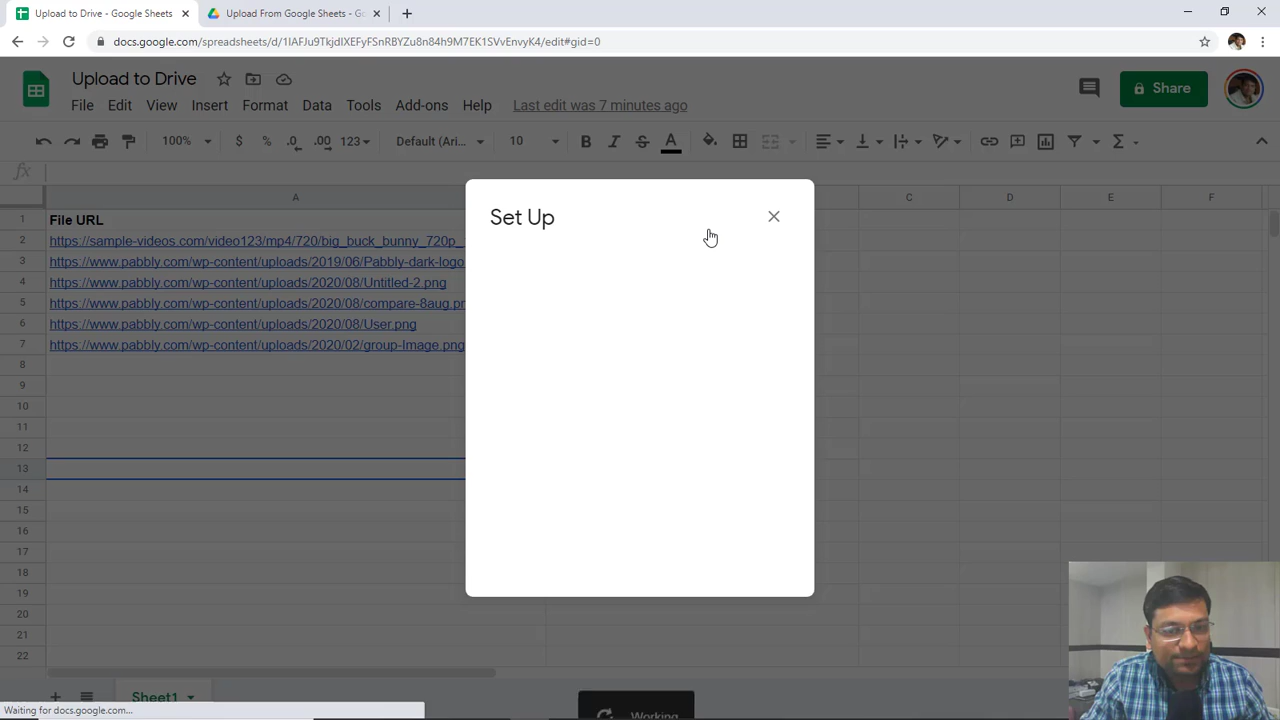 Upload to Drive - Google Sheets
Upload From Google Sheets - Go
docs.google.com/spreadsheets/d/1IAFJu9TkjdIXEFyFSnRBYZu8n84h9M7EK1SVvEnvyK4/edit#gid=0
Upload to Drive
Share
File Edit View Insert Format Data Tools Add-ons Help Last edit was 7 minutes ago
100% $ % .0 .00 123 Default (Ari... 10 B I S A
fx
A C D E F
Set Up
1 File URL
2 https://sample-videos.com/video123/mp4/720/big_buck_bunny_720p_
3 https://www.pabbly.com/wp-content/uploads/2019/06/Pabbly-dark-logo
4 https://www.pabbly.com/wp-content/uploads/2020/08/Untitled-2.png
5 https://www.pabbly.com/wp-content/uploads/2020/08/compare-8aug.pn
6 https://www.pabbly.com/wp-content/uploads/2020/08/User.png
7 https://www.pabbly.com/wp-content/uploads/2020/02/group-Image.png
8
9
10
11
12
13
14
15
16
17
18
19
20
21
22
Sheet1
Waiting for docs.google.com...
Working